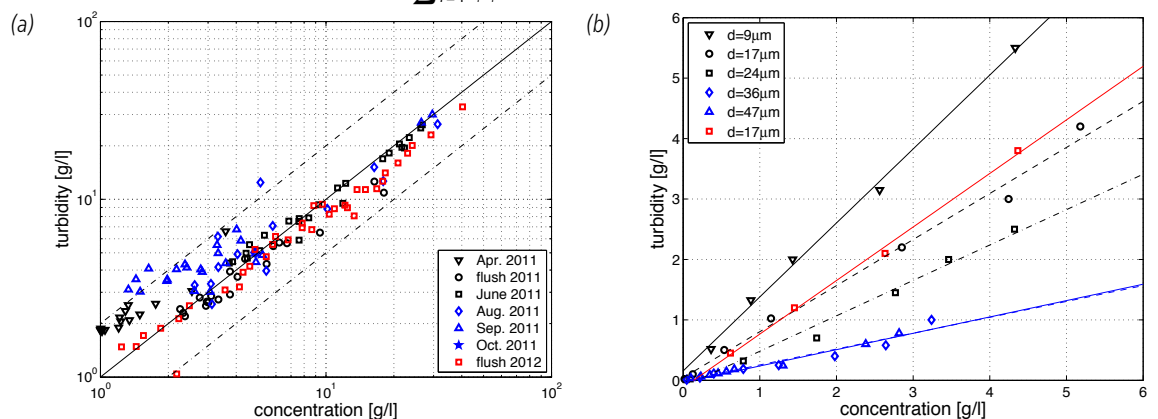 (a)
10²
10¹
10⁰
turbidity [g/l]
10⁰ 10¹ 10²
concentration [g/l]
Apr. 2011
flush 2011
June 2011
Aug. 2011
Sep. 2011
Oct. 2011
flush 2012
(b)
6
5
4
3
2
1
0
turbidity [g/l]
0 1 2 3 4 5 6
concentration [g/l]
d=9μm
d=17μm
d=24μm
d=36μm
d=47μm
d=17μm